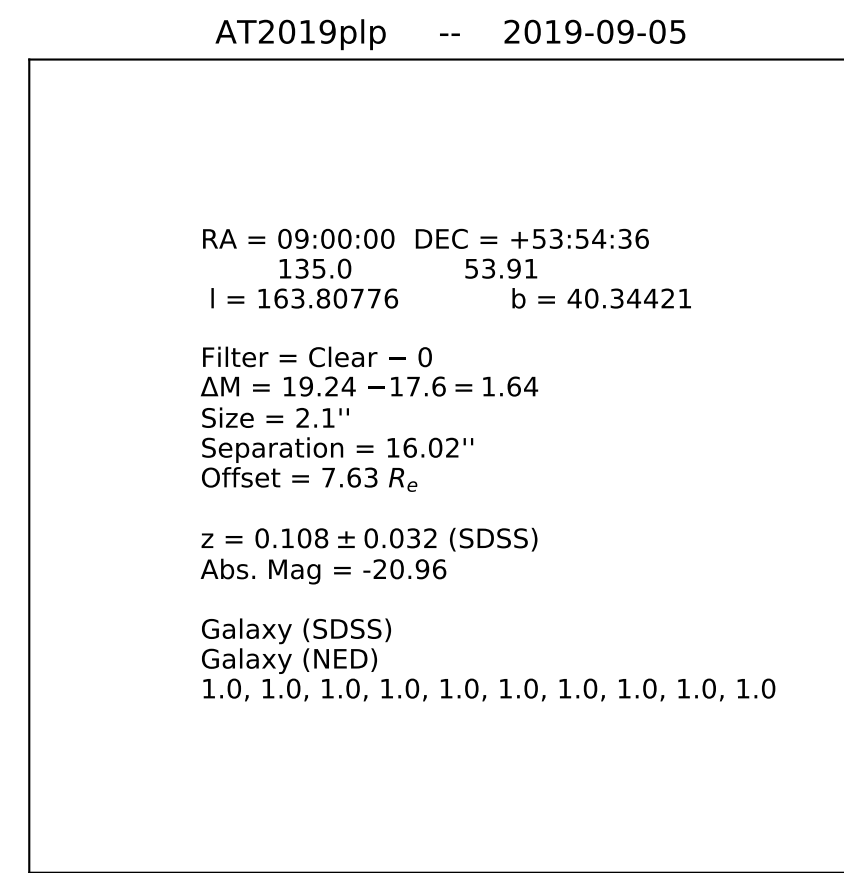 AT2019plp -- 2019-09-05
RA = 09:00:00 DEC = +53:54:36
135.0 53.91
l = 163.80776 b = 40.34421
Filter = Clear − 0
ΔM = 19.24 −17.6 = 1.64
Size = 2.1''
Separation = 16.02''
Offset = 7.63 Rₑ
z = 0.108 ± 0.032 (SDSS)
Abs. Mag = -20.96
Galaxy (SDSS)
Galaxy (NED)
1.0, 1.0, 1.0, 1.0, 1.0, 1.0, 1.0, 1.0, 1.0, 1.0